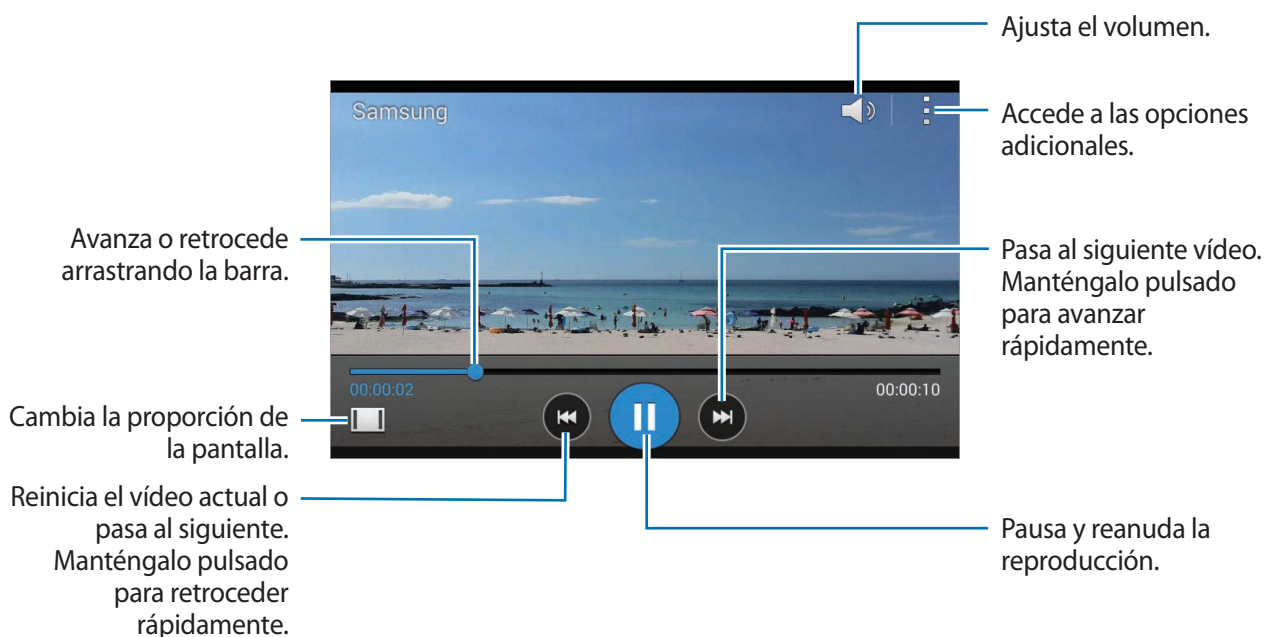 Ajusta el volumen.
Samsung
Accede a las opciones
adicionales.
Avanza o retrocede
arrastrando la barra.
Pasa al siguiente vídeo.
Manténgalo pulsado
para avanzar
rápidamente.
00:00:02
00:00:10
Cambia la proporción de
la pantalla.
Reinicia el vídeo actual o
pasa al siguiente.
Manténgalo pulsado
para retroceder
rápidamente.
Pausa y reanuda la
reproducción.